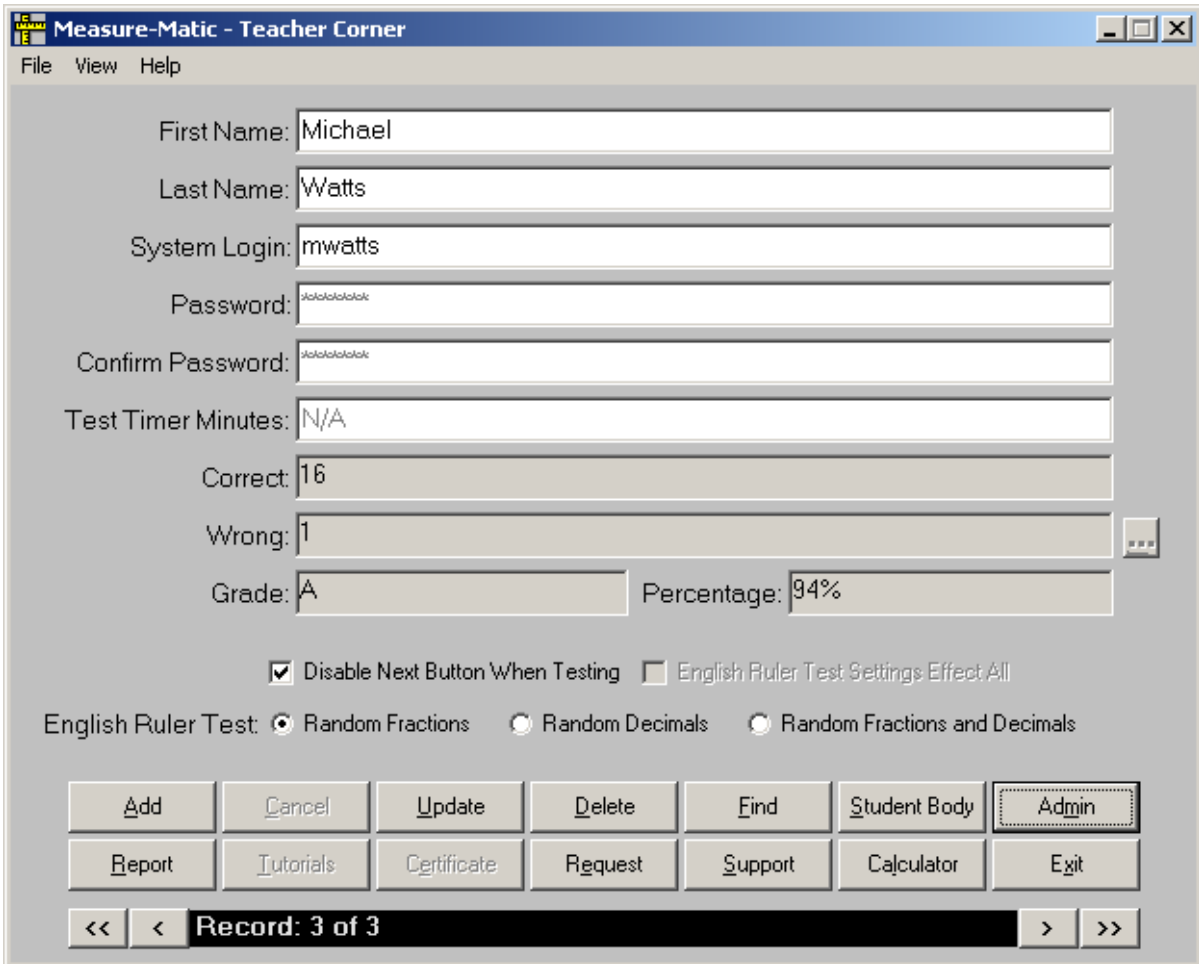 Measure-Matic - Teacher Corner
File View Help
First Name: Michael
Last Name: Watts
System Login: mwatts
Password: ********
Confirm Password: ********
Test Timer Minutes: N/A
Correct: 16
Wrong: 1 ...
Grade: A Percentage: 94%
Disable Next Button When Testing English Ruler Test Settings Effect All
English Ruler Test: Random Fractions Random Decimals Random Fractions and Decimals
Add Cancel Update Delete Find Student Body Admin
Report Tutorials Certificate Request Support Calculator Exit
<< < Record: 3 of 3 > >>